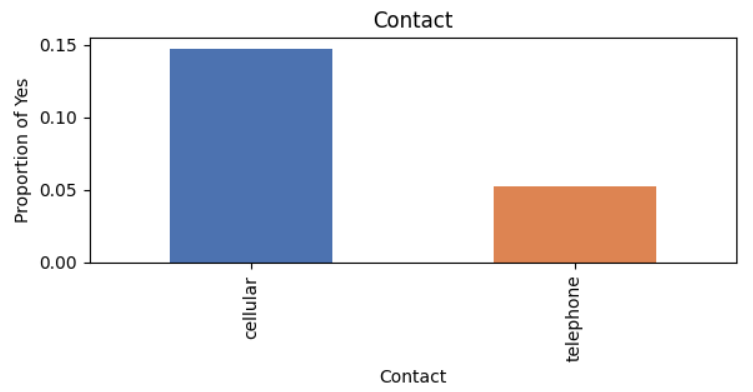 Contact
0.15
0.10
0.05
0.00
Proportion of Yes
cellular
telephone
Contact